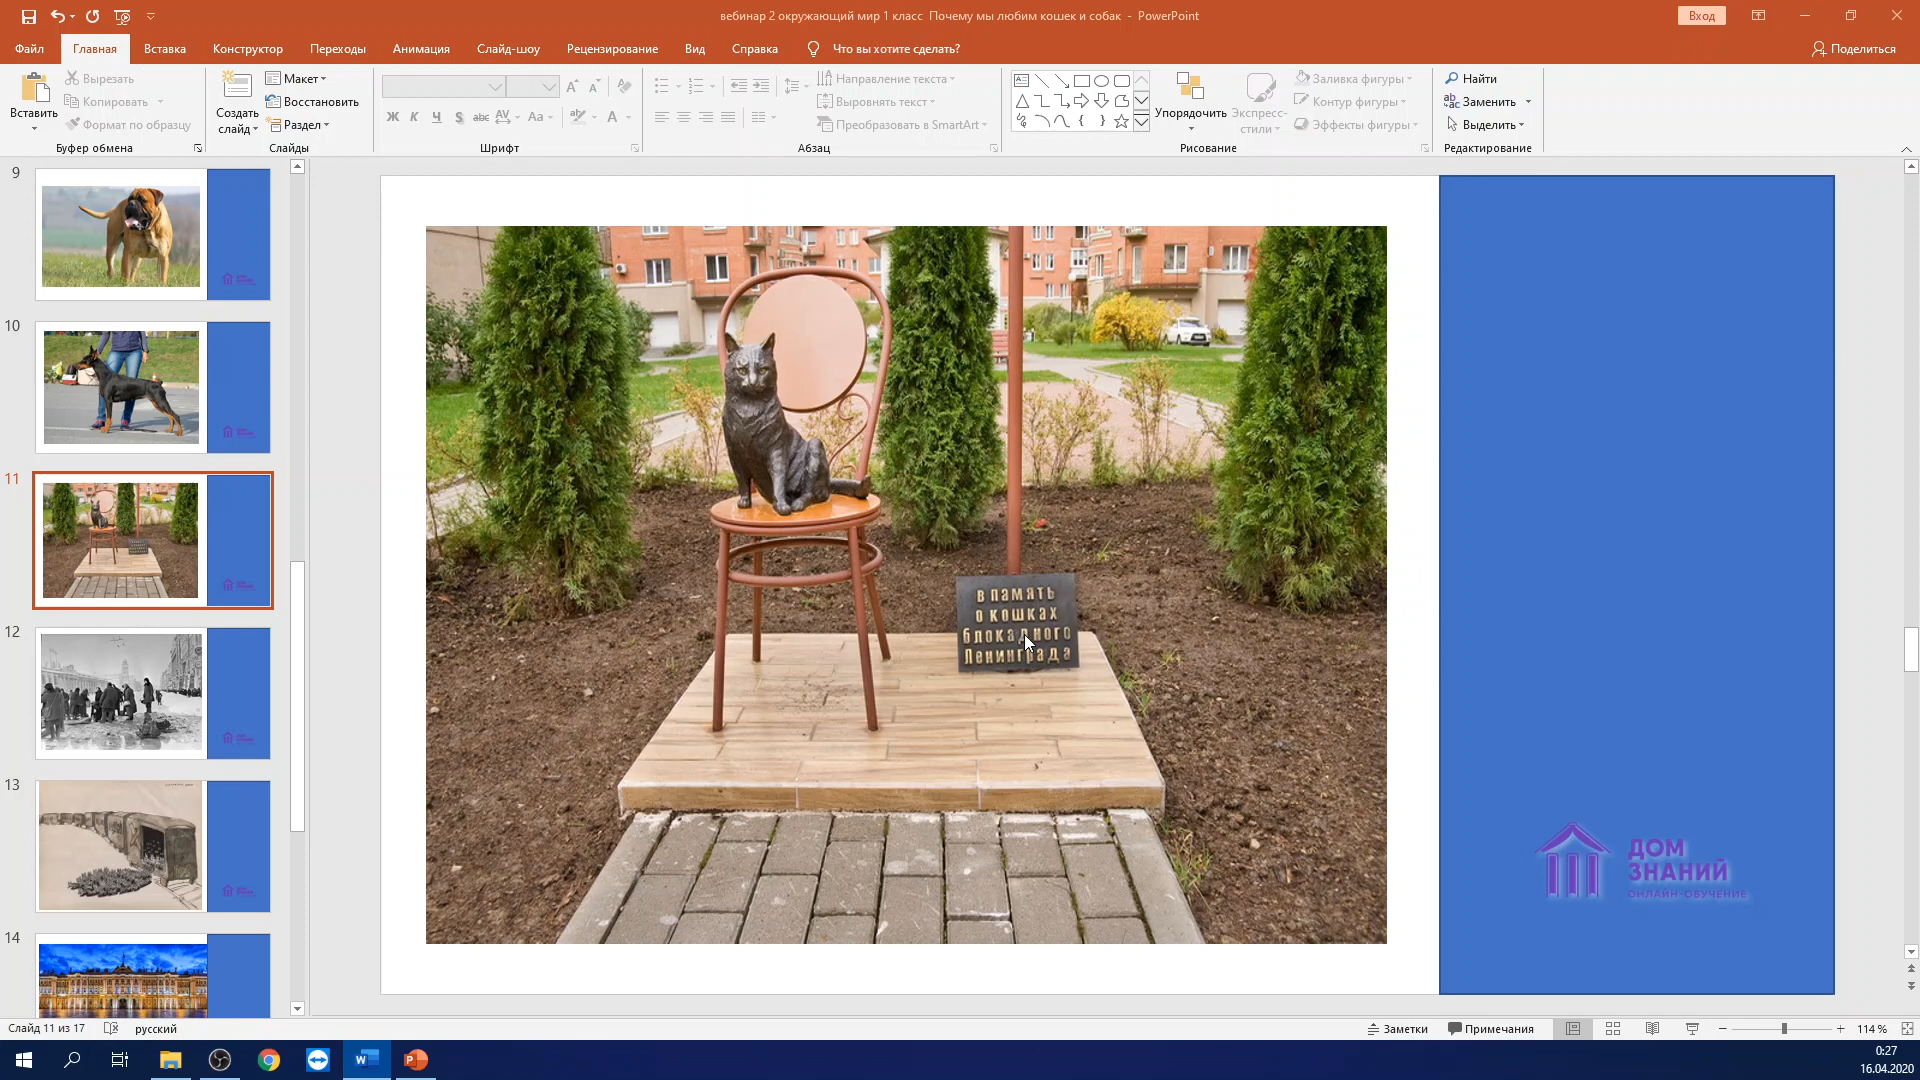 вебинар 2 окружающий мир 1 класс Почему мы любим кошек и собак - PowerPoint
Вход
Файл
Главная
Вставка
Конструктор
Переходы
Анимация
Слайд-шоу
Рецензирование
Вид
Справка
Что вы хотите сделать?
Поделиться
Вставить
Вырезать
Копировать
Формат по образцу
Буфер обмена
Создать
слайд
Макет
Восстановить
Раздел
Слайды
Ж К Ч S abc AV Aa
А
Шрифт
Направление текста
Выровнять текст
Преобразовать в SmartArt
Абзац
Упорядочить
Экспресс-
стили
Заливка фигуры
Контур фигуры
Эффекты фигуры
Рисование
Найти
Заменить
Выделить
Редактирование
9
10
11
12
13
14
в память
о кошках
блокадного
Ленинграда
ДОМ
ЗНАНИЙ
ОНЛАЙН-ОБУЧЕНИЕ
Слайд 11 из 17
русский
Заметки
Примечания
114 %
0:27
16.04.2020